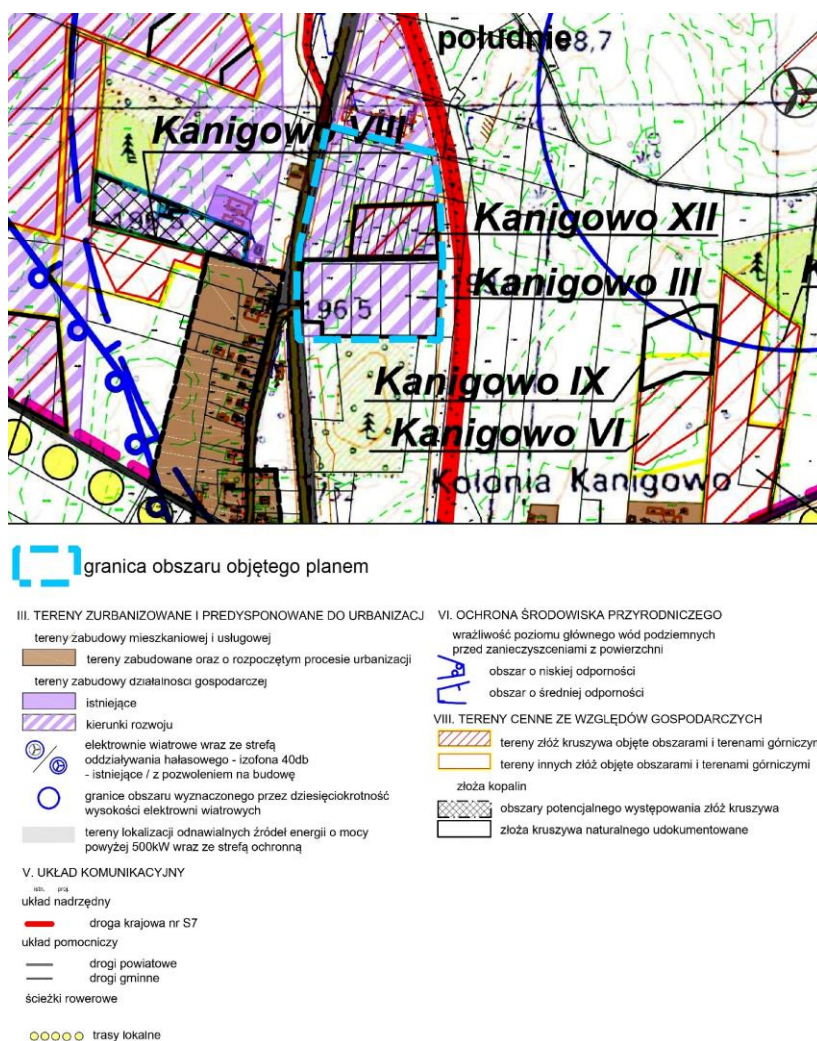 południe
98,7
Kanigowo VIII
196 5
Kanigowo XII
Kanigowo III
196 5
Kanigowo IX
Kanigowo VI
Kolonia Kanigowo
granica obszaru objętego planem
III. TERENY ZURBANIZOWANE I PREDYSPONOWANE DO URBANIZACJ
tereny zabudowy mieszkaniowej i usługowej
tereny zabudowane oraz o rozpoczętym procesie urbanizacji
tereny zabudowy działalności gospodarczej
istniejące
kierunki rozwoju
elektrownie wiatrowe wraz ze strefą
oddziaływania hałasowego - izofona 40db
- istniejące / z pozwoleniem na budowę
granice obszaru wyznaczonego przez dziesięciokrotność
wysokości elektrowni wiatrowych
tereny lokalizacji odnawialnych źródeł energii o mocy
powyżej 500kW wraz ze strefą ochronną
V. UKŁAD KOMUNIKACYJNY
istn. proj.
układ nadrzędny
droga krajowa nr S7
układ pomocniczy
drogi powiatowe
drogi gminne
ścieżki rowerowe
trasy lokalne
VI. OCHRONA ŚRODOWISKA PRZYRODNICZEGO
wrażliwość poziomu głównego wód podziemnych
przed zanieczyszczeniami z powierzchni
obszar o niskiej odporności
obszar o średniej odporności
VIII. TERENY CENNE ZE WZGLĘDÓW GOSPODARCZYCH
tereny złóż kruszywa objęte obszarami i terenami górniczym
tereny innych złóż objęte obszarami i terenami górniczymi
złoża kopalin
obszary potencjalnego występowania złóż kruszywa
złoża kruszywa naturalnego udokumentowane